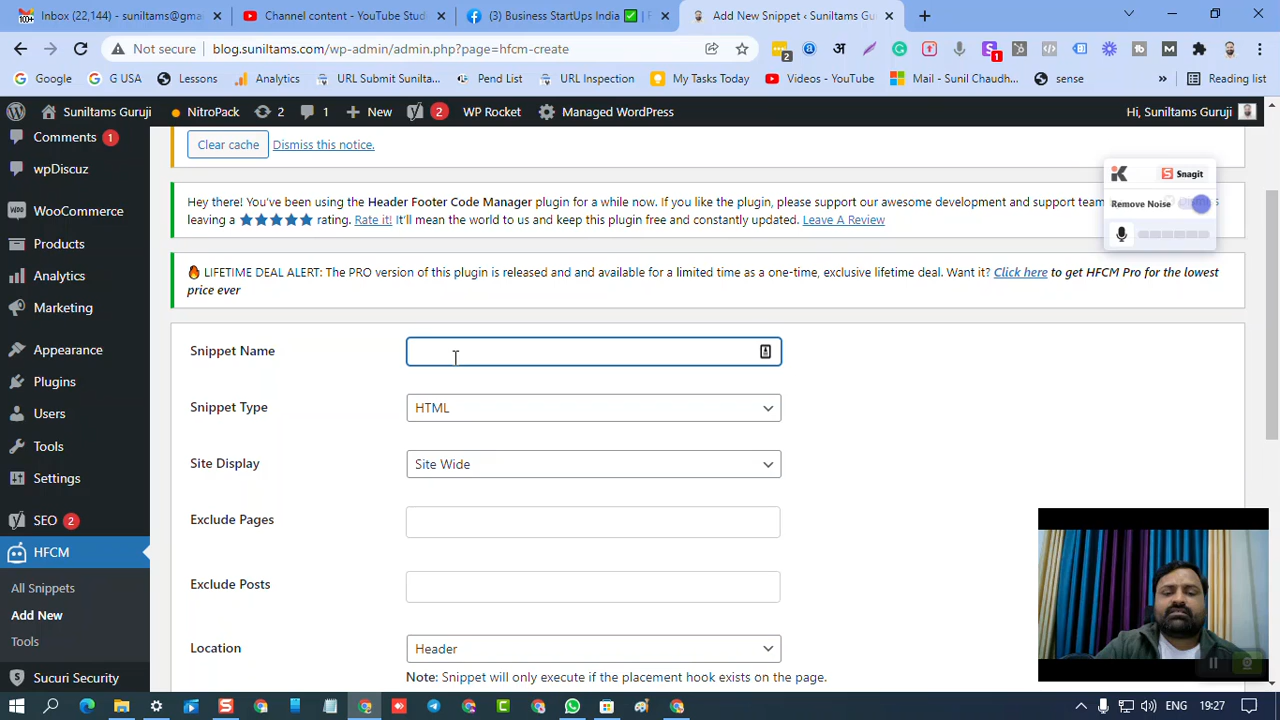 Inbox (22,144) - suniltams@gma
Channel content - YouTube Studi
(3) Business StartUps India ✅ | F
Add New Snippet ‹ Suniltams Gu
Not secure
blog.suniltams.com/wp-admin/admin.php?page=hfcm-create
Google
G USA
Lessons
Analytics
URL Submit Sunilta...
Pend List
URL Inspection
My Tasks Today
Videos - YouTube
Mail - Sunil Chaudh...
sense
»
Reading list
Suniltams Guruji
NitroPack
2
1
New
2
WP Rocket
Managed WordPress
Hi, Suniltams Guruji
Comments 1
wpDiscuz
WooCommerce
Products
Analytics
Marketing
Appearance
Plugins
Users
Tools
Settings
SEO 2
HFCM
All Snippets
Add New
Tools
Sucuri Security
Clear cache
Dismiss this notice.
Hey there! You've been using the Header Footer Code Manager plugin for a while now. If you like the plugin, please support our awesome development and support team
leaving a ★★★★★ rating. Rate it! It'll mean the world to us and keep this plugin free and constantly updated. Leave A Review
🔥 LIFETIME DEAL ALERT: The PRO version of this plugin is released and and available for a limited time as a one-time, exclusive lifetime deal. Want it? Click here to get HFCM Pro for the lowest
price ever
Snagit
Remove Noise
Snippet Name
Snippet Type
HTML
Site Display
Site Wide
Exclude Pages
Exclude Posts
Location
Header
Note: Snippet will only execute if the placement hook exists on the page.
ENG
19:27